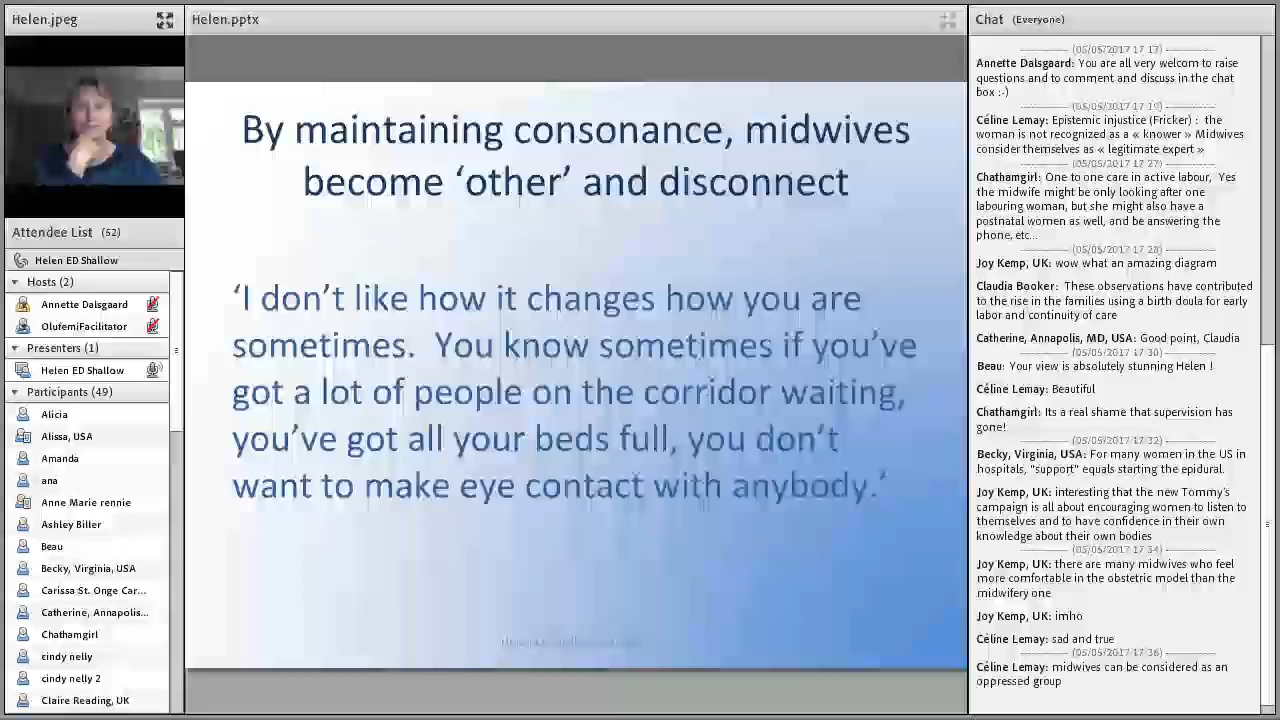 Helen.jpeg
Attendee List (52)
Helen ED Shallow
Hosts (2)
Annette Dalsgaard
OlufemiFacilitator
Presenters (1)
Helen ED Shallow
Participants (49)
Alicia
Alissa, USA
Amanda
ana
Anne Marie rennie
Ashley Biller
Beau
Becky, Virginia, USA
Carissa St. Onge Car...
Catherine, Annapolis...
Chathamgirl
cindy nelly
cindy nelly 2
Claire Reading, UK
Helen.pptx
By maintaining consonance, midwives
become ‘other’ and disconnect
‘I don’t like how it changes how you are
sometimes. You know sometimes if you’ve
got a lot of people on the corridor waiting,
you’ve got all your beds full, you don’t
want to make eye contact with anybody.’
Chat (Everyone)
(05/05/2017 17:17)
Annette Dalsgaard: You are all very welcom to raise
questions and to comment and discuss in the chat
box :-)
(05/05/2017 17:19)
Céline Lemay: Epistemic injustice (Fricker) : the
woman is not recognized as a « knower » Midwives
consider themselves as « legitimate expert »
(05/05/2017 17:27)
Chathamgirl: One to one care in active labour, Yes
the midwife might be only looking after one
labouring woman, but she might also have a
postnatal women as well, and be answering the
phone, etc...
(05/05/2017 17:28)
Joy Kemp, UK: wow what an amazing diagram
Claudia Booker: These observations have contributed
to the rise in the families using a birth doula for early
labor and continuity of care
Catherine, Annapolis, MD, USA: Good point, Claudia
(05/05/2017 17:30)
Beau: Your view is absolutely stunning Helen !
Céline Lemay: Beautiful
Chathamgirl: Its a real shame that supervision has
gone!
(05/05/2017 17:32)
Becky, Virginia, USA: For many women in the US in
hospitals, "support" equals starting the epidural.
Joy Kemp, UK: interesting that the new Tommy's
campaign is all about encouraging women to listen to
themselves and to have confidence in their own
knowledge about their own bodies
(05/05/2017 17:34)
Joy Kemp, UK: there are many midwives who feel
more comfortable in the obstetric model than the
midwifery one
Joy Kemp, UK: imho
Céline Lemay: sad and true
(05/05/2017 17:36)
Céline Lemay: midwives can be considered as an
oppressed group